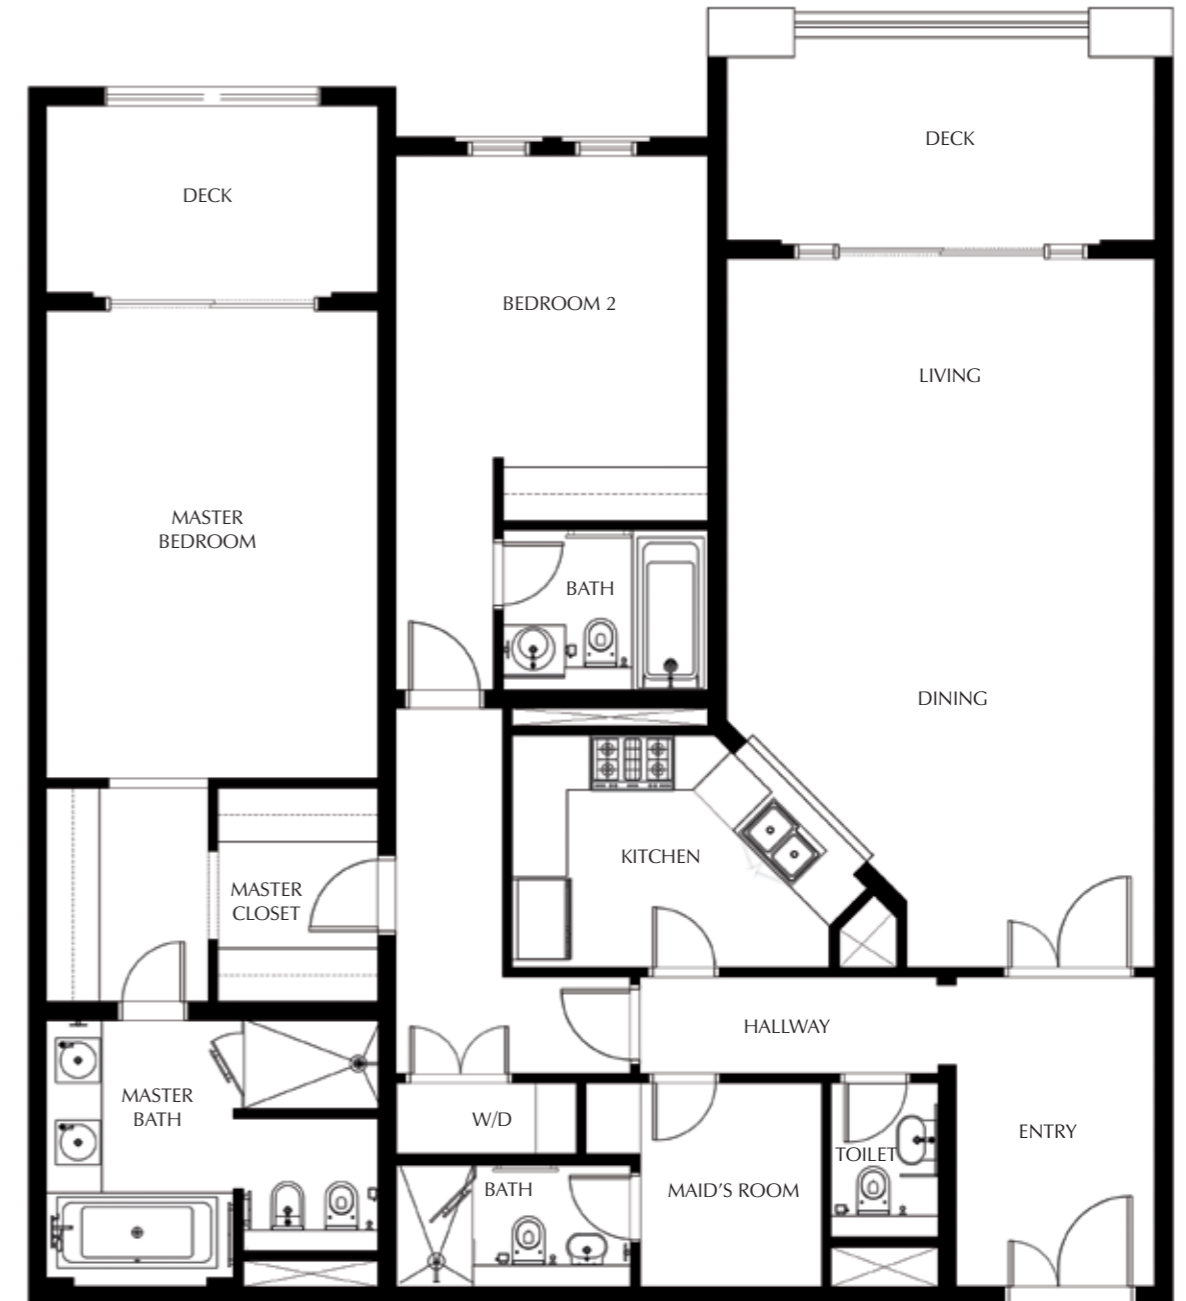 DECK
DECK
BEDROOM 2
LIVING
MASTER
BEDROOM
BATH
DINING
KITCHEN
MASTER
CLOSET
HALLWAY
MASTER
BATH
W/D
ENTRY
TOILET
BATH
MAID'S ROOM